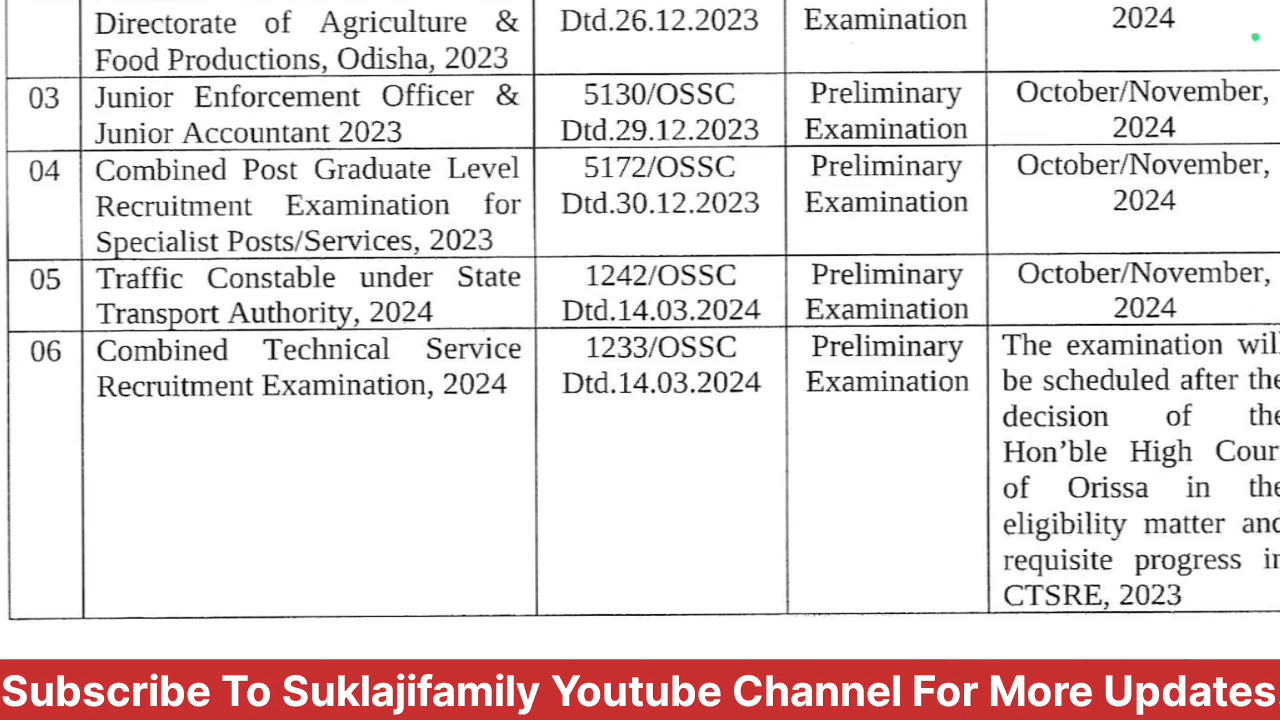 Directorate of Agriculture &
Food Productions, Odisha, 2023
Dtd.26.12.2023
Examination
2024
03
Junior Enforcement Officer &
Junior Accountant 2023
5130/OSSC
Dtd.29.12.2023
Preliminary
Examination
October/November,
2024
04
Combined Post Graduate Level
Recruitment Examination for
Specialist Posts/Services, 2023
5172/OSSC
Dtd.30.12.2023
Preliminary
Examination
October/November,
2024
05
Traffic Constable under State
Transport Authority, 2024
1242/OSSC
Dtd.14.03.2024
Preliminary
Examination
October/November,
2024
06
Combined Technical Service
Recruitment Examination, 2024
1233/OSSC
Dtd.14.03.2024
Preliminary
Examination
The examination will
be scheduled after the
decision of the
Hon’ble High Cour
of Orissa in the
eligibility matter and
requisite progress in
CTSRE, 2023
Subscribe To Suklajifamily Youtube Channel For More Updates